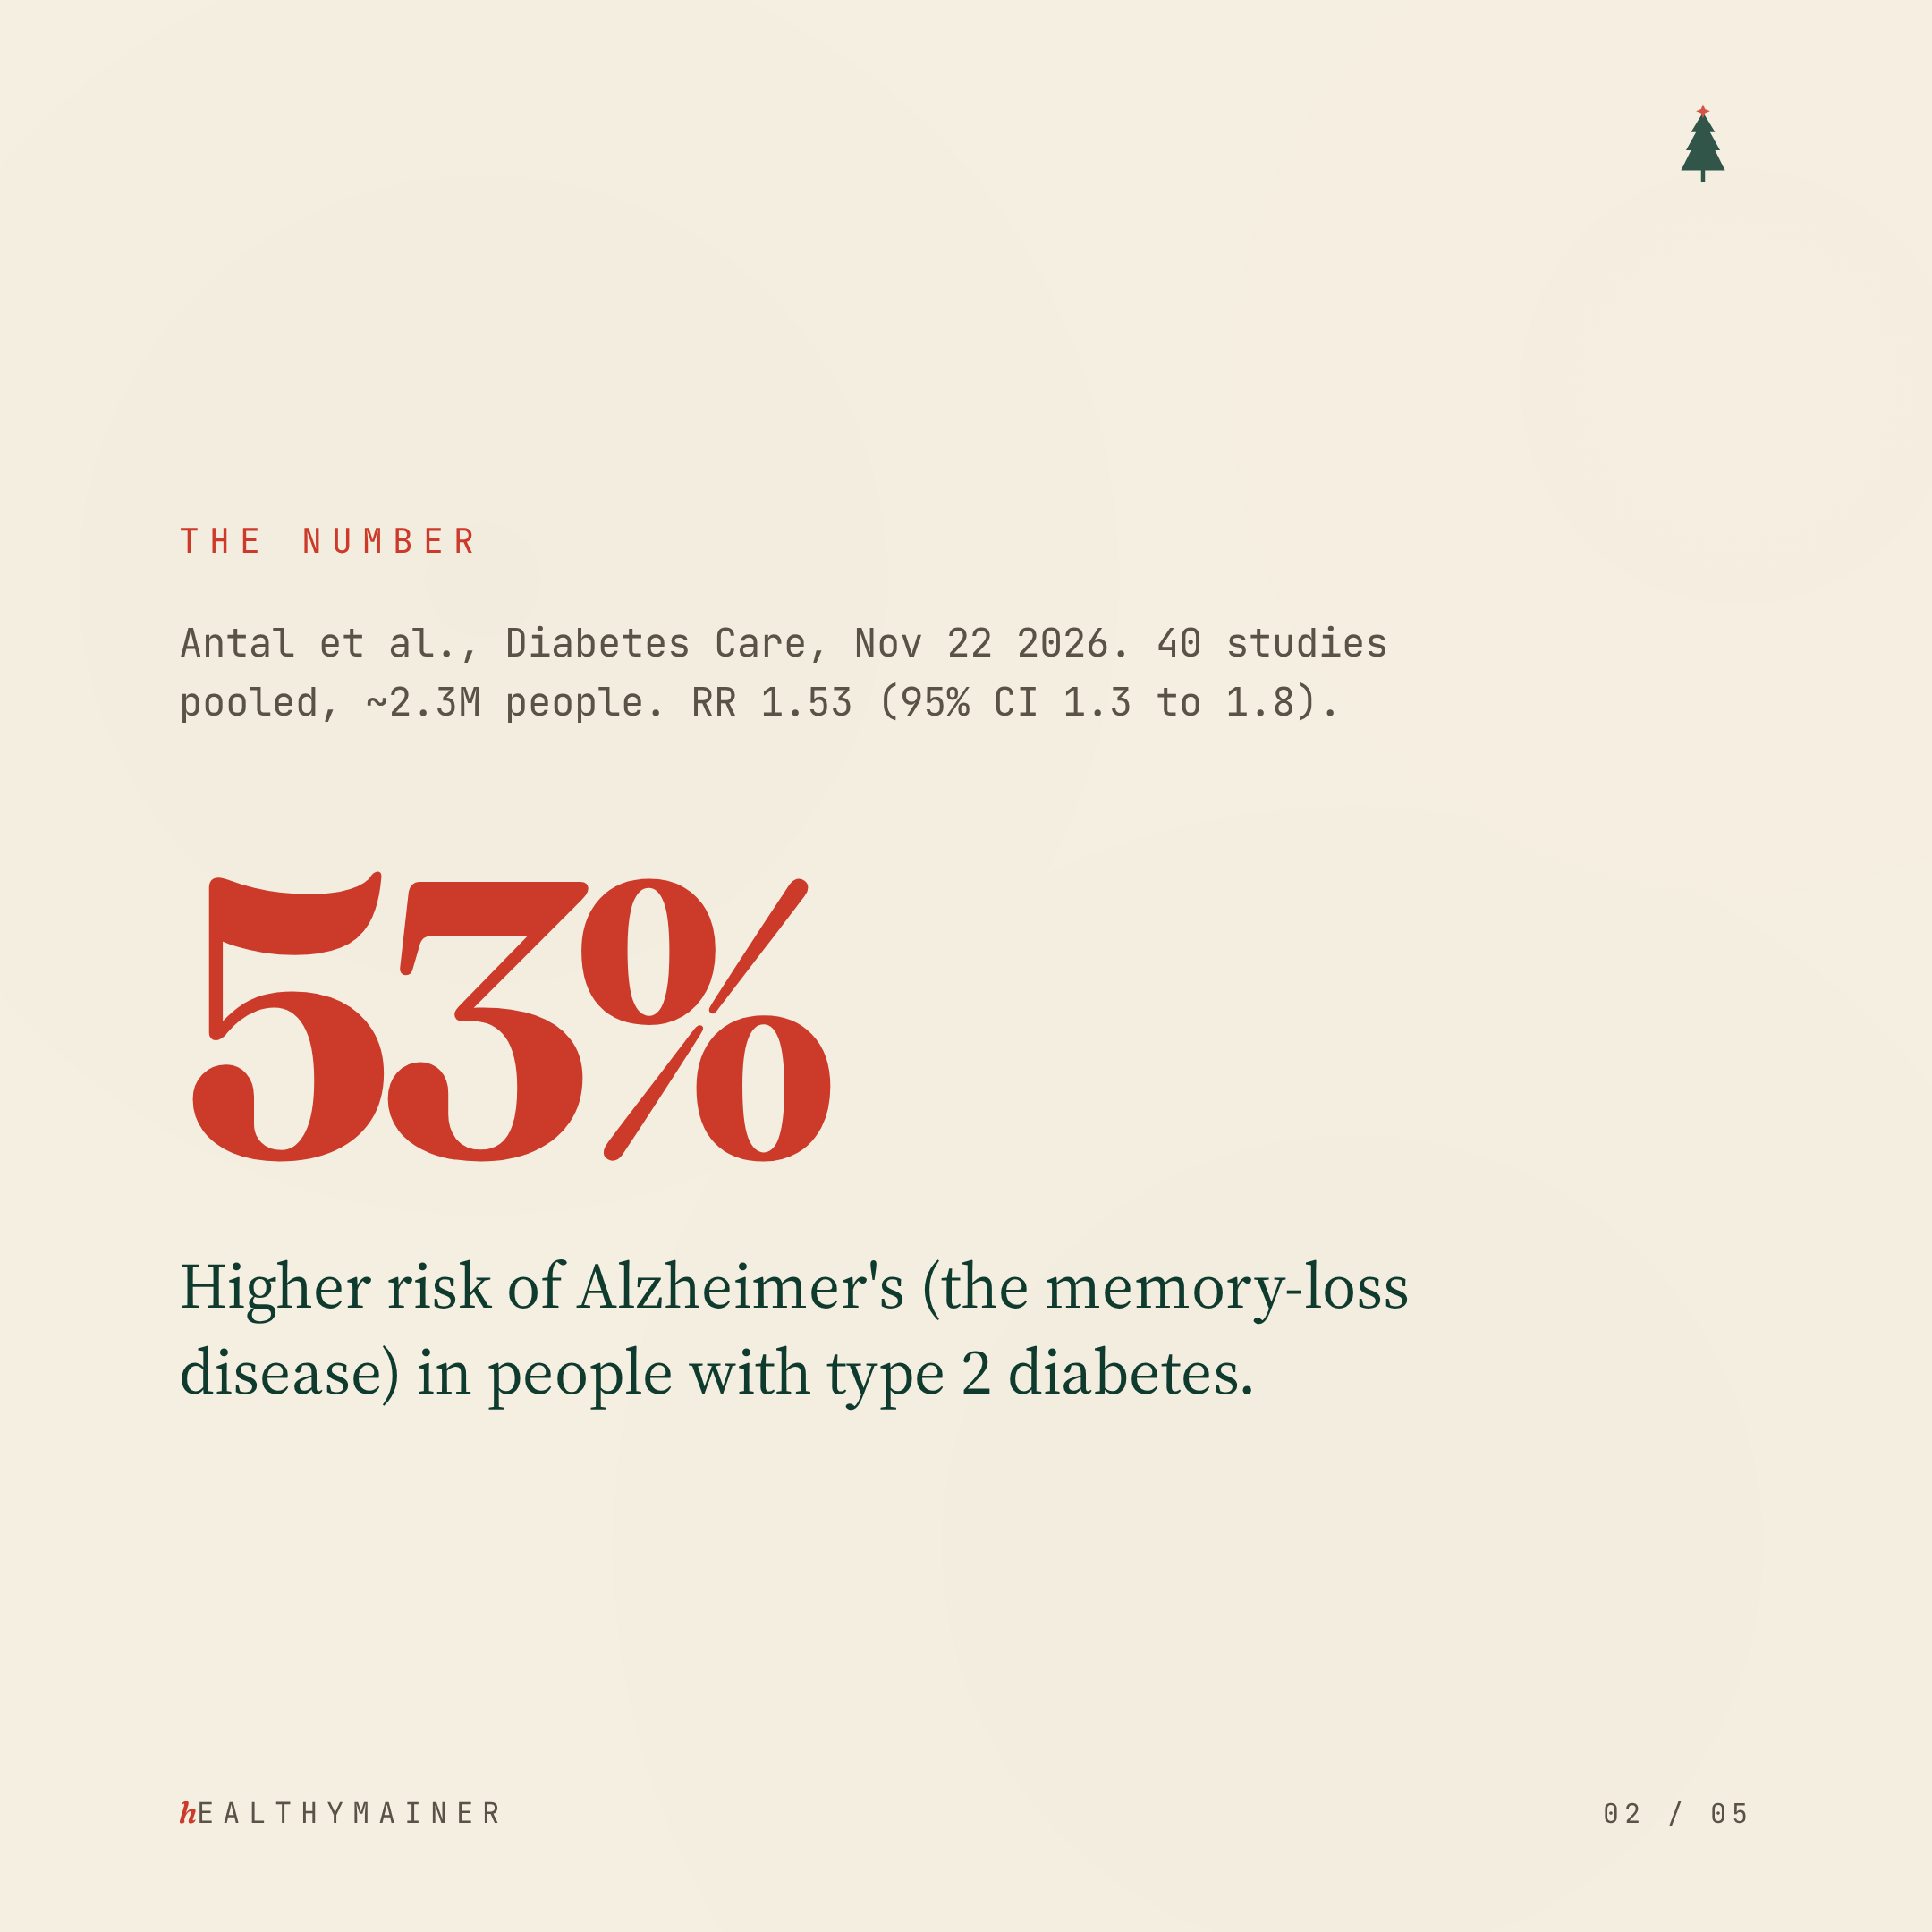 THE NUMBER
Antal et al., Diabetes Care, Nov 22 2026. 40 studies
pooled, ~2.3M people. RR 1.53 (95% CI 1.3 to 1.8).
53%
Higher risk of Alzheimer's (the memory-loss
disease) in people with type 2 diabetes.
hEALTHYMAINER
02 / 05